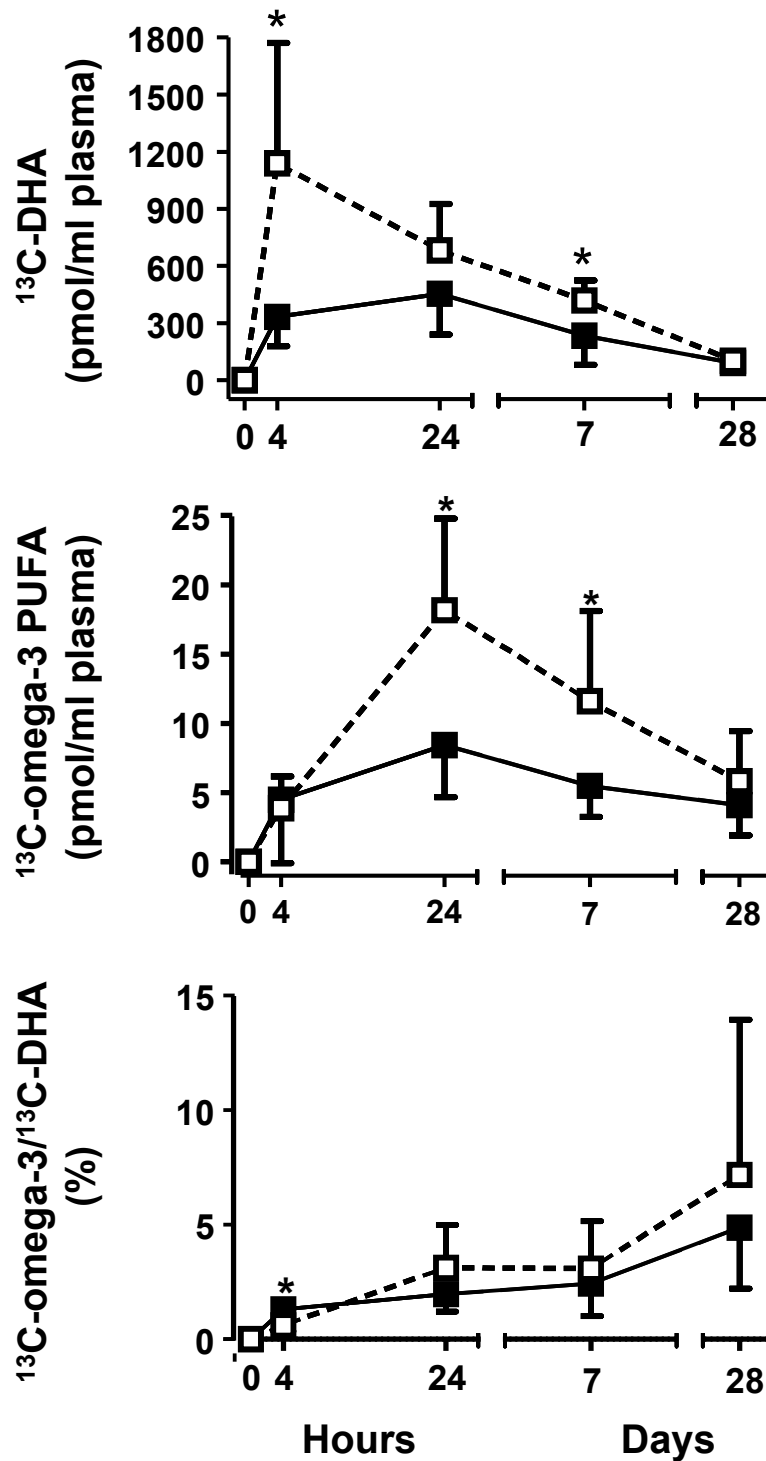 *
1800
1500
1200
900
600
300
0
¹³C-DHA
(pmol/ml plasma)
*
0 4 24 7 28
*
*
25
20
15
10
5
0
¹³C-omega-3 PUFA
(pmol/ml plasma)
0 4 24 7 28
15
10
5
0
¹³C-omega-3/¹³C-DHA
(%)
*
0 4 24 7 28
Hours Days